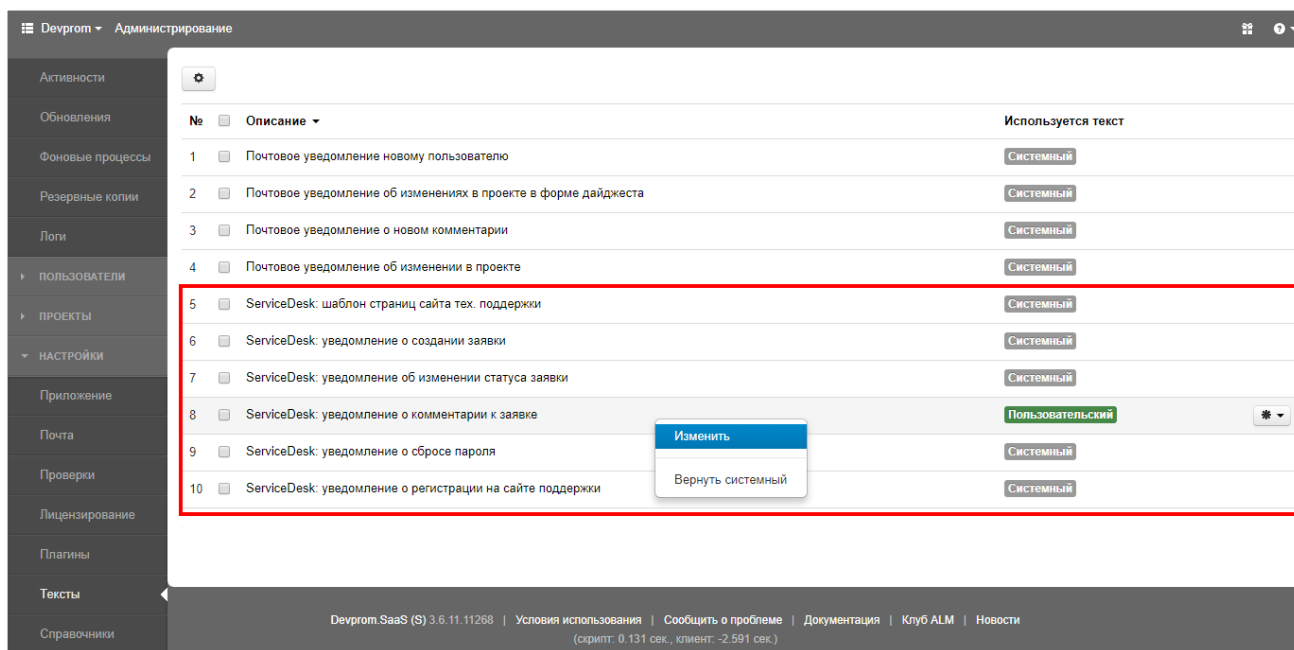 Devprom Администрирование
Активности
Обновления
Фоновые процессы
Резервные копии
Логи
ПОЛЬЗОВАТЕЛИ
ПРОЕКТЫ
НАСТРОЙКИ
Приложение
Почта
Проверки
Лицензирование
Плагины
Тексты
Справочники
№ Описание Используется текст
1 Почтовое уведомление новому пользователю Системный
2 Почтовое уведомление об изменениях в проекте в форме дайджеста Системный
3 Почтовое уведомление о новом комментарии Системный
4 Почтовое уведомление об изменении в проекте Системный
5 ServiceDesk: шаблон страниц сайта тех. поддержки Системный
6 ServiceDesk: уведомление о создании заявки Системный
7 ServiceDesk: уведомление об изменении статуса заявки Системный
8 ServiceDesk: уведомление о комментарии к заявке Пользовательский
9 ServiceDesk: уведомление о сбросе пароля Системный
10 ServiceDesk: уведомление о регистрации на сайте поддержки Системный
Изменить
Вернуть системный
Devprom.SaaS (S) 3.6.11.11268 | Условия использования | Сообщить о проблеме | Документация | Клуб ALM | Новости
(скрипт: 0.131 сек., клиент: -2.591 сек.)